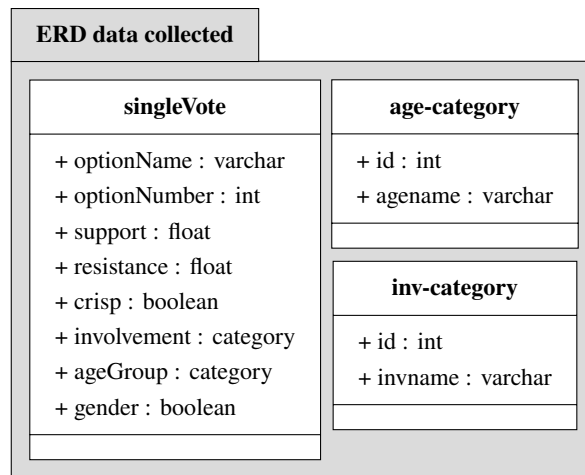 ERD data collected
singleVote
+ optionName : varchar
+ optionNumber : int
+ support : float
+ resistance : float
+ crisp : boolean
+ involvement : category
+ ageGroup : category
+ gender : boolean
age-category
+ id : int
+ agename : varchar
inv-category
+ id : int
+ invname : varchar